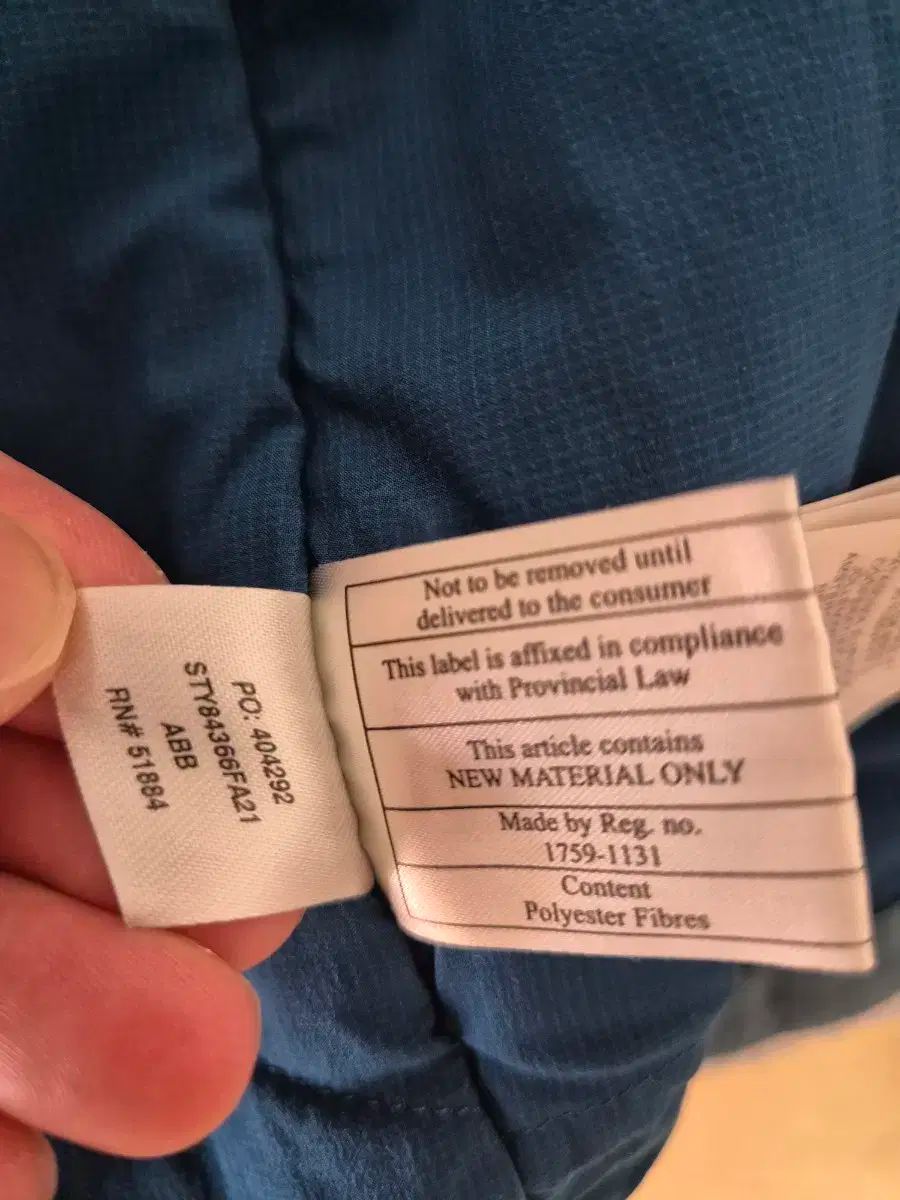 PO: 404292
STY84366FA21
ABB
RN# 51884
Not to be removed until
delivered to the consumer
This label is affixed in compliance
with Provincial Law
This article contains
NEW MATERIAL ONLY
Made by Reg. no.
1759-1131
Content
Polyester Fibres